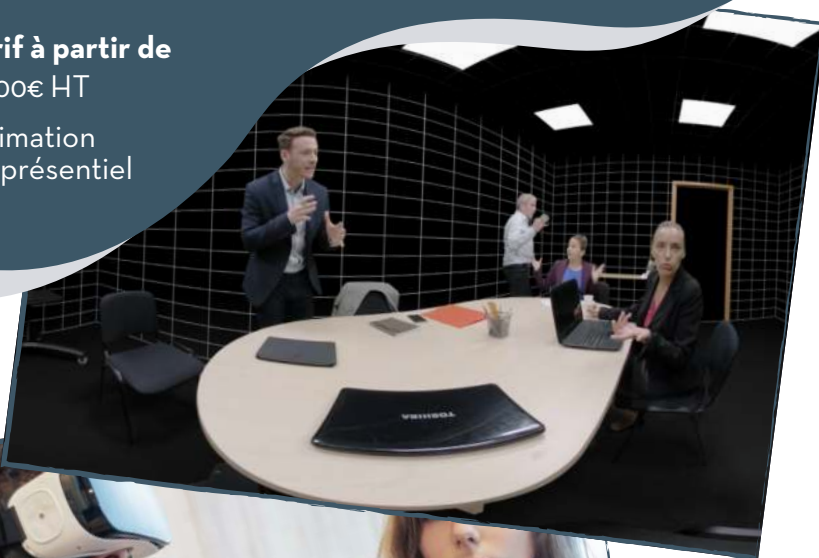 rif à partir de
00€ HT
imation
présentiel
TOSHIBA